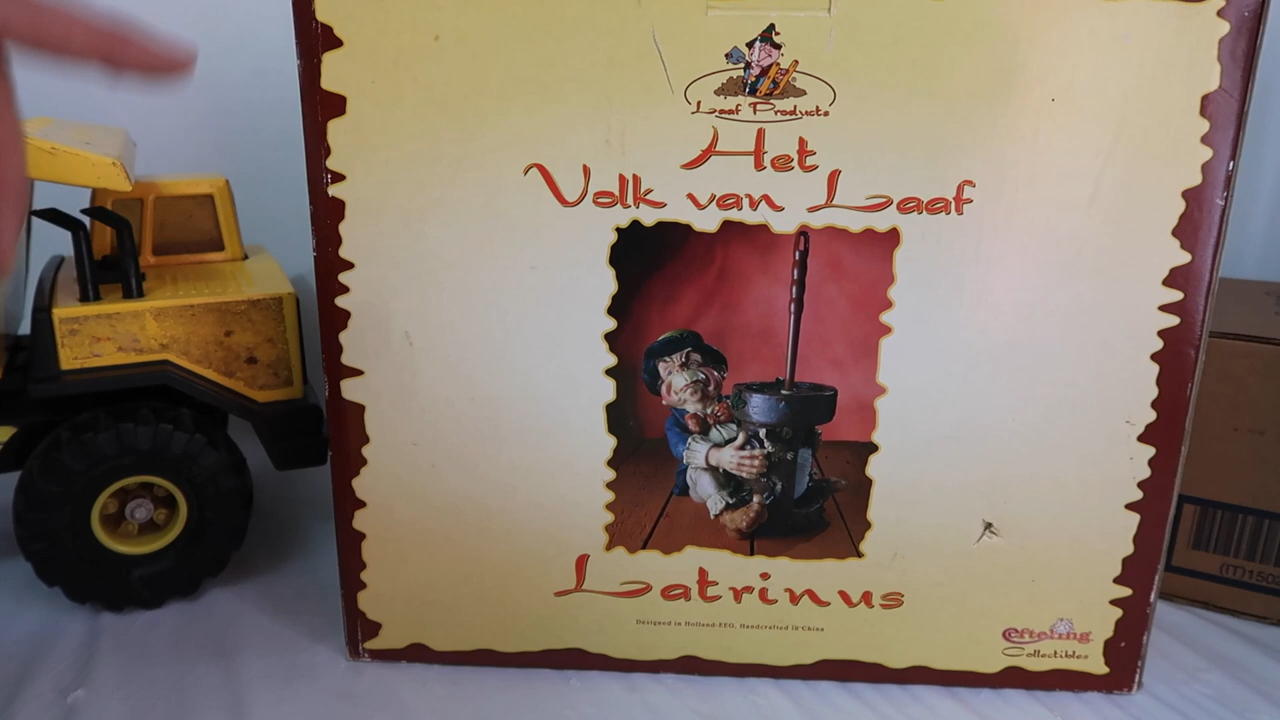 Laaf Products
Het
Volk van Laaf
Latrinus
Designed in Holland-EEG, Handcrafted in China
efteling
Collectibles